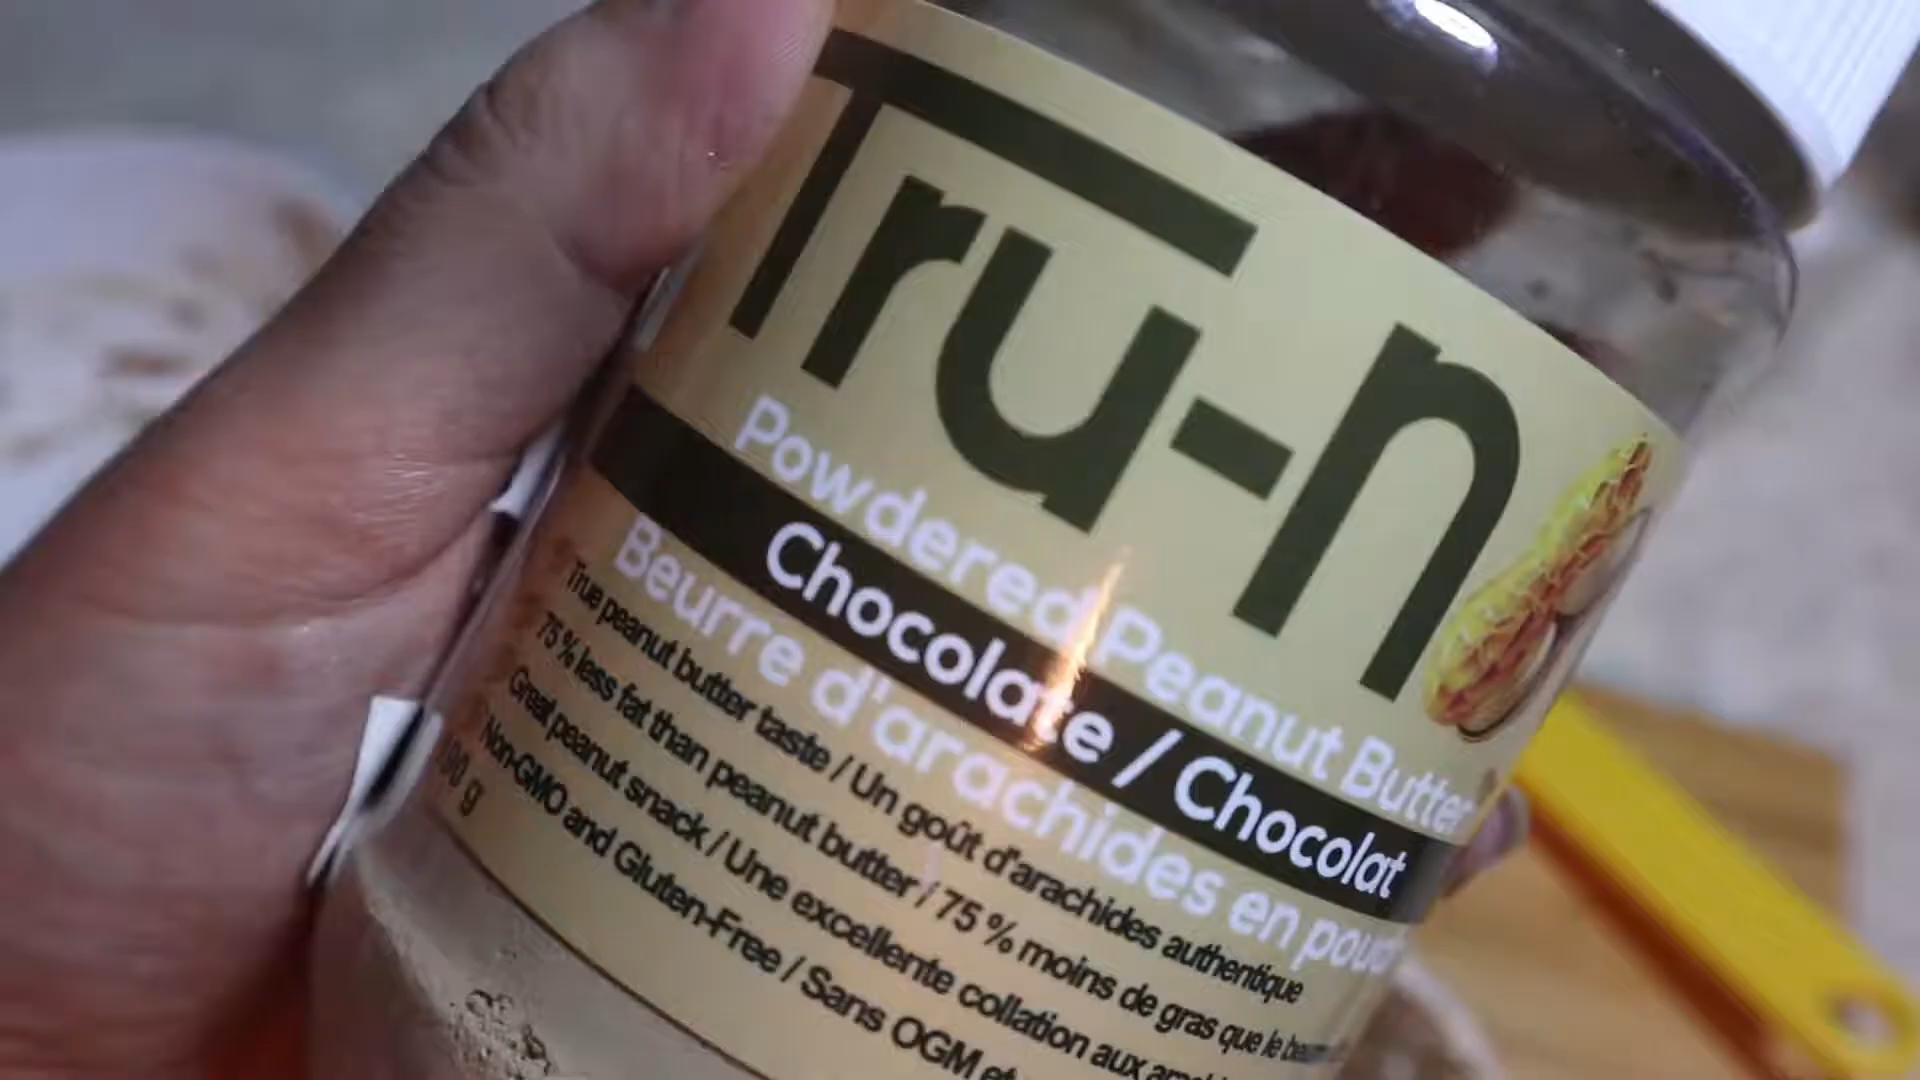 Tru-n
Powdered Peanut Butter
Chocolate / Chocolat
Beurre d'arachides en
True peanut butter taste / Un goût d'arachides authentique
75 % less fat than peanut butter / 75 % moins de gras que le
Great peanut snack / Une excellente collation aux
Non-GMO and Gluten-Free / Sans OGM et
g